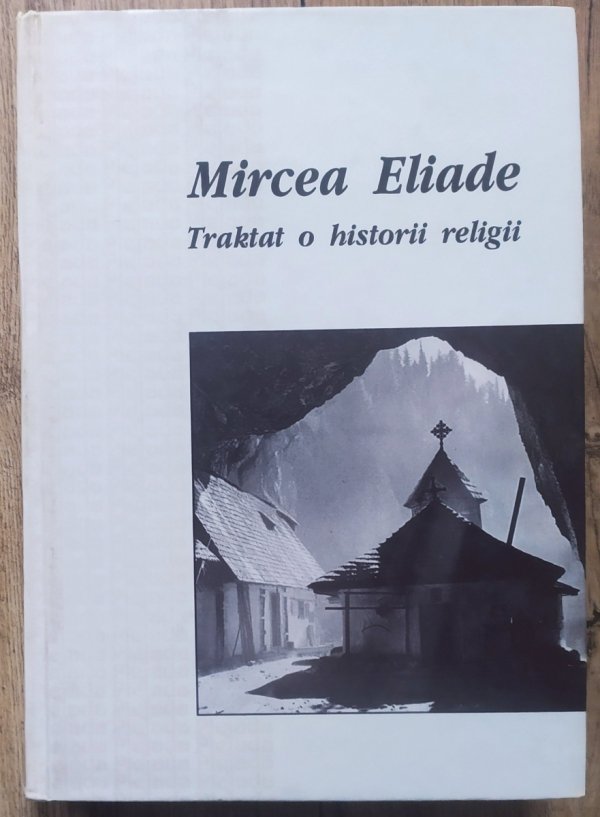 Mircea Eliade
Traktat o historii religii